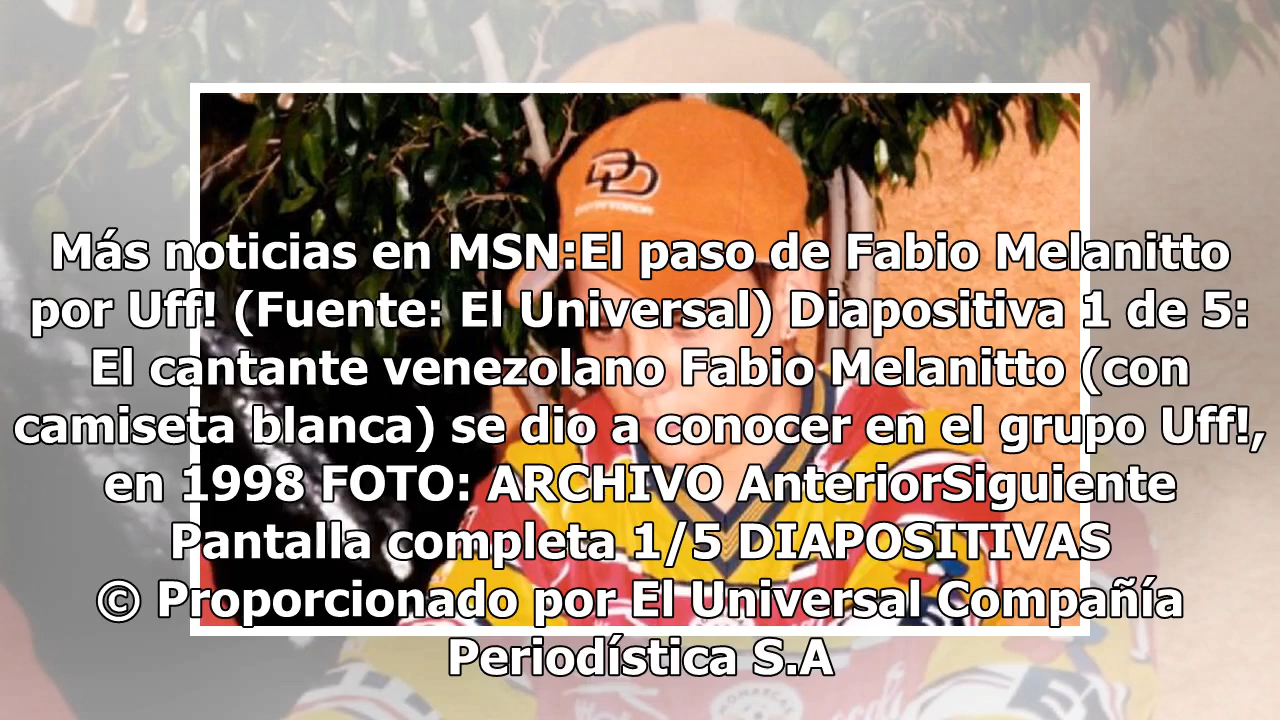 DD
Más noticias en MSN:El paso de Fabio Melanitto
por Uff! (Fuente: El Universal) Diapositiva 1 de 5:
El cantante venezolano Fabio Melanitto (con
camiseta blanca) se dio a conocer en el grupo Uff!,
en 1998 FOTO: ARCHIVO AnteriorSiguiente
Pantalla completa 1/5 DIAPOSITIVAS
© Proporcionado por El Universal Compañía
Periodística S.A